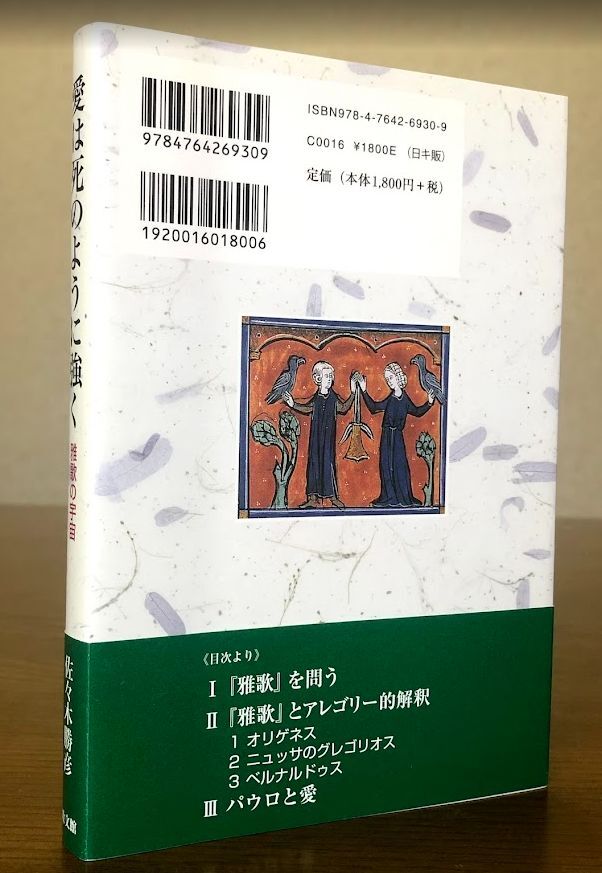 愛は死のように強く
雅歌の宇宙
佐々木勝彦
文館
ISBN978-4-7642-6930-9
C0016 ¥1800E (日キ販)
定価（本体1,800円＋税）
9784764269309
1920016018006
《目次より》
Ⅰ『雅歌』を問う
Ⅱ『雅歌』とアレゴリー的解釈
1 オリゲネス
2 ニュッサのグレゴリオス
3 ベルナルドゥス
Ⅲ パウロと愛